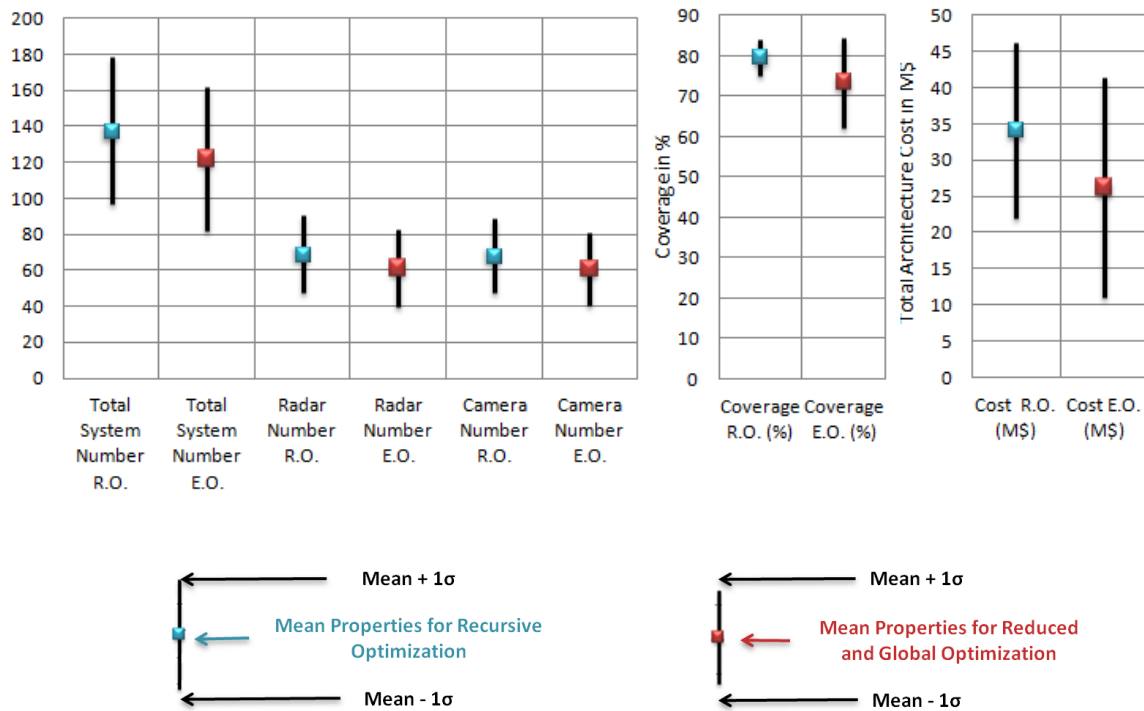 200
180
160
140
120
100
80
60
40
20
0
Total System Number R.O.
Total System Number E.O.
Radar Number R.O.
Radar Number E.O.
Camera Number R.O.
Camera Number E.O.
Coverage in %
90
80
70
60
50
40
30
20
10
0
Coverage R.O. (%)
Coverage E.O. (%)
Total Architecture Cost in M$
50
45
40
35
30
25
20
15
10
5
0
Cost R.O. (M$)
Cost E.O. (M$)
Mean + 1σ
Mean Properties for Recursive
Optimization
Mean - 1σ
Mean + 1σ
Mean Properties for Reduced
and Global Optimization
Mean - 1σ